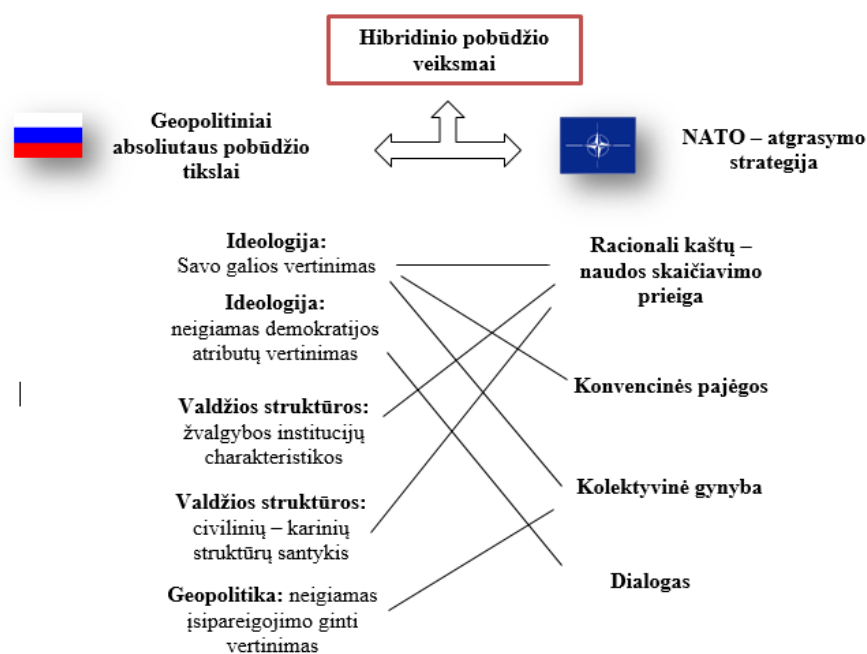 Hibridinio pobūdžio
veiksmai
Geopolitiniai
absoliutaus pobūdžio
tikslai
NATO – atgrasymo
strategija
Ideologija:
Savo galios vertinimas
Ideologija:
neigiamas demokratijos
atributų vertinimas
Valdžios struktūros:
žvalgybos institucijų
charakteristikos
Valdžios struktūros:
civilinių – karinių
struktūrų santykis
Geopolitika: neigiamas
įsipareigojimo ginti
vertinimas
Racionali kaštų –
naudos skaičiavimo
prieiga
Konvencinės pajėgos
Kolektyvinė gynyba
Dialogas